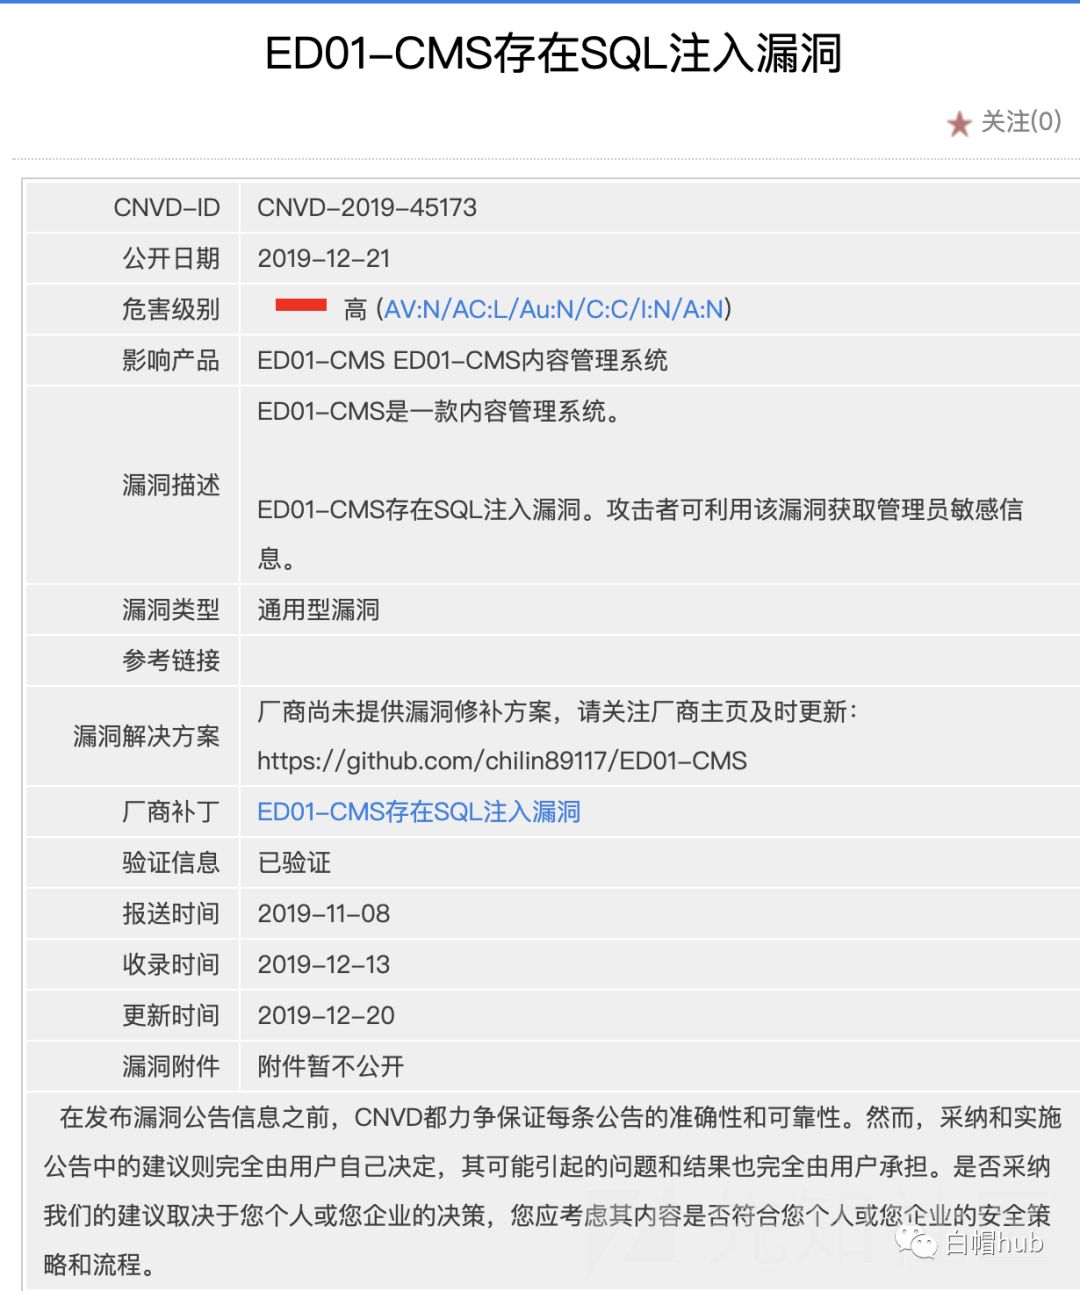 ED01-CMS存在SQL注入漏洞
关注(0)
CNVD-ID CNVD-2019-45173
公开日期 2019-12-21
危害级别 高 (AV:N/AC:L/Au:N/C:C/I:N/A:N)
影响产品 ED01-CMS ED01-CMS内容管理系统
ED01-CMS是一款内容管理系统。
漏洞描述
ED01-CMS存在SQL注入漏洞。攻击者可利用该漏洞获取管理员敏感信
息。
漏洞类型 通用型漏洞
参考链接
厂商尚未提供漏洞修补方案，请关注厂商主页及时更新：
漏洞解决方案
https://github.com/chilin89117/ED01-CMS
厂商补丁 ED01-CMS存在SQL注入漏洞
验证信息 已验证
报送时间 2019-11-08
收录时间 2019-12-13
更新时间 2019-12-20
漏洞附件 附件暂不公开
在发布漏洞公告信息之前，CNVD都力争保证每条公告的准确性和可靠性。然而，采纳和实施
公告中的建议则完全由用户自己决定，其可能引起的问题和结果也完全由用户承担。是否采纳
我们的建议取决于您个人或您企业的决策，您应考虑其内容是否符合您个人或您企业的安全策
略和流程。
先知社区
白帽hub